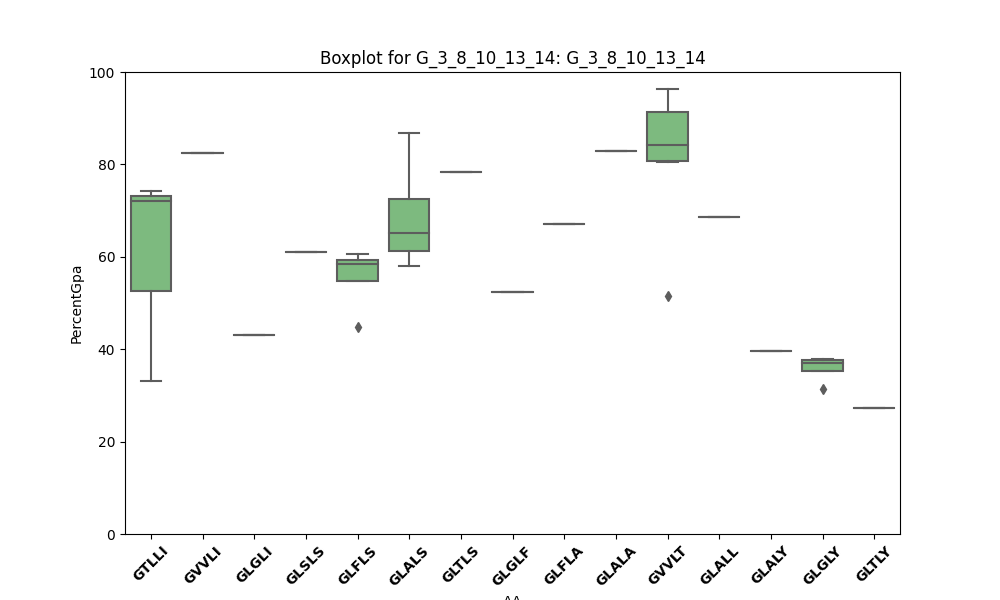 Boxplot for G_3_8_10_13_14: G_3_8_10_13_14
100
80
60
40
20
0
PercentGpa
GTLLI GVVLI GLGLI GLSLS GLFLS GLALS GLTLS GLGLF GLFLA GLALA GVVLT GLALL GLALY GLGLY GLTLY
AA